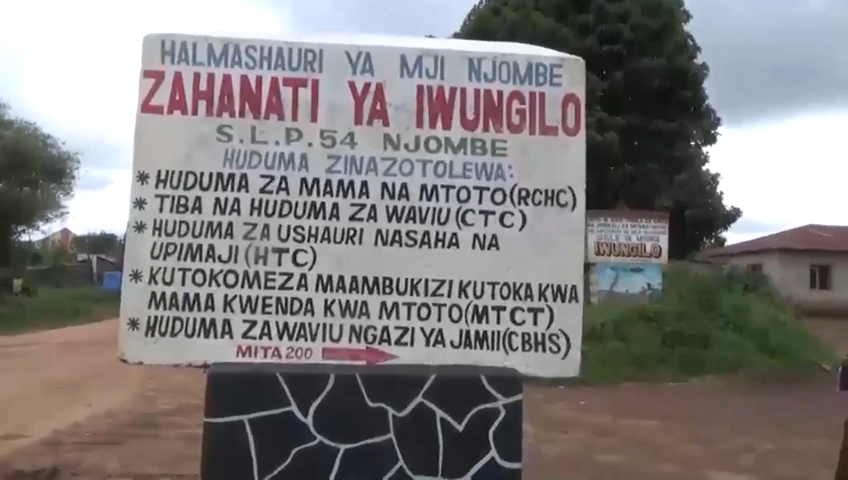 HALMASHAURI YA MJI NJOMBE
ZAHANATI YA IWUNGILO
S.L.P. 54 NJOMBE
HUDUMA ZINAZOTOLEWA:
* HUDUMA ZA MAMA NA MTOTO(RCHC)
* TIBA NA HUDUMA ZA WAVIU(CTC)
* HUDUMA ZA USHAURI NASAHA NA
UPIMAJI(HTC)
* KUTOKOMEZA MAAMBUKIZI KUTOKA KWA
MAMA KWENDA KWA MTOTO(MTCT)
* HUDUMA ZA WAVIU NGAZI YA JAMII(CBHS)
MITA 200
IWUNGILO